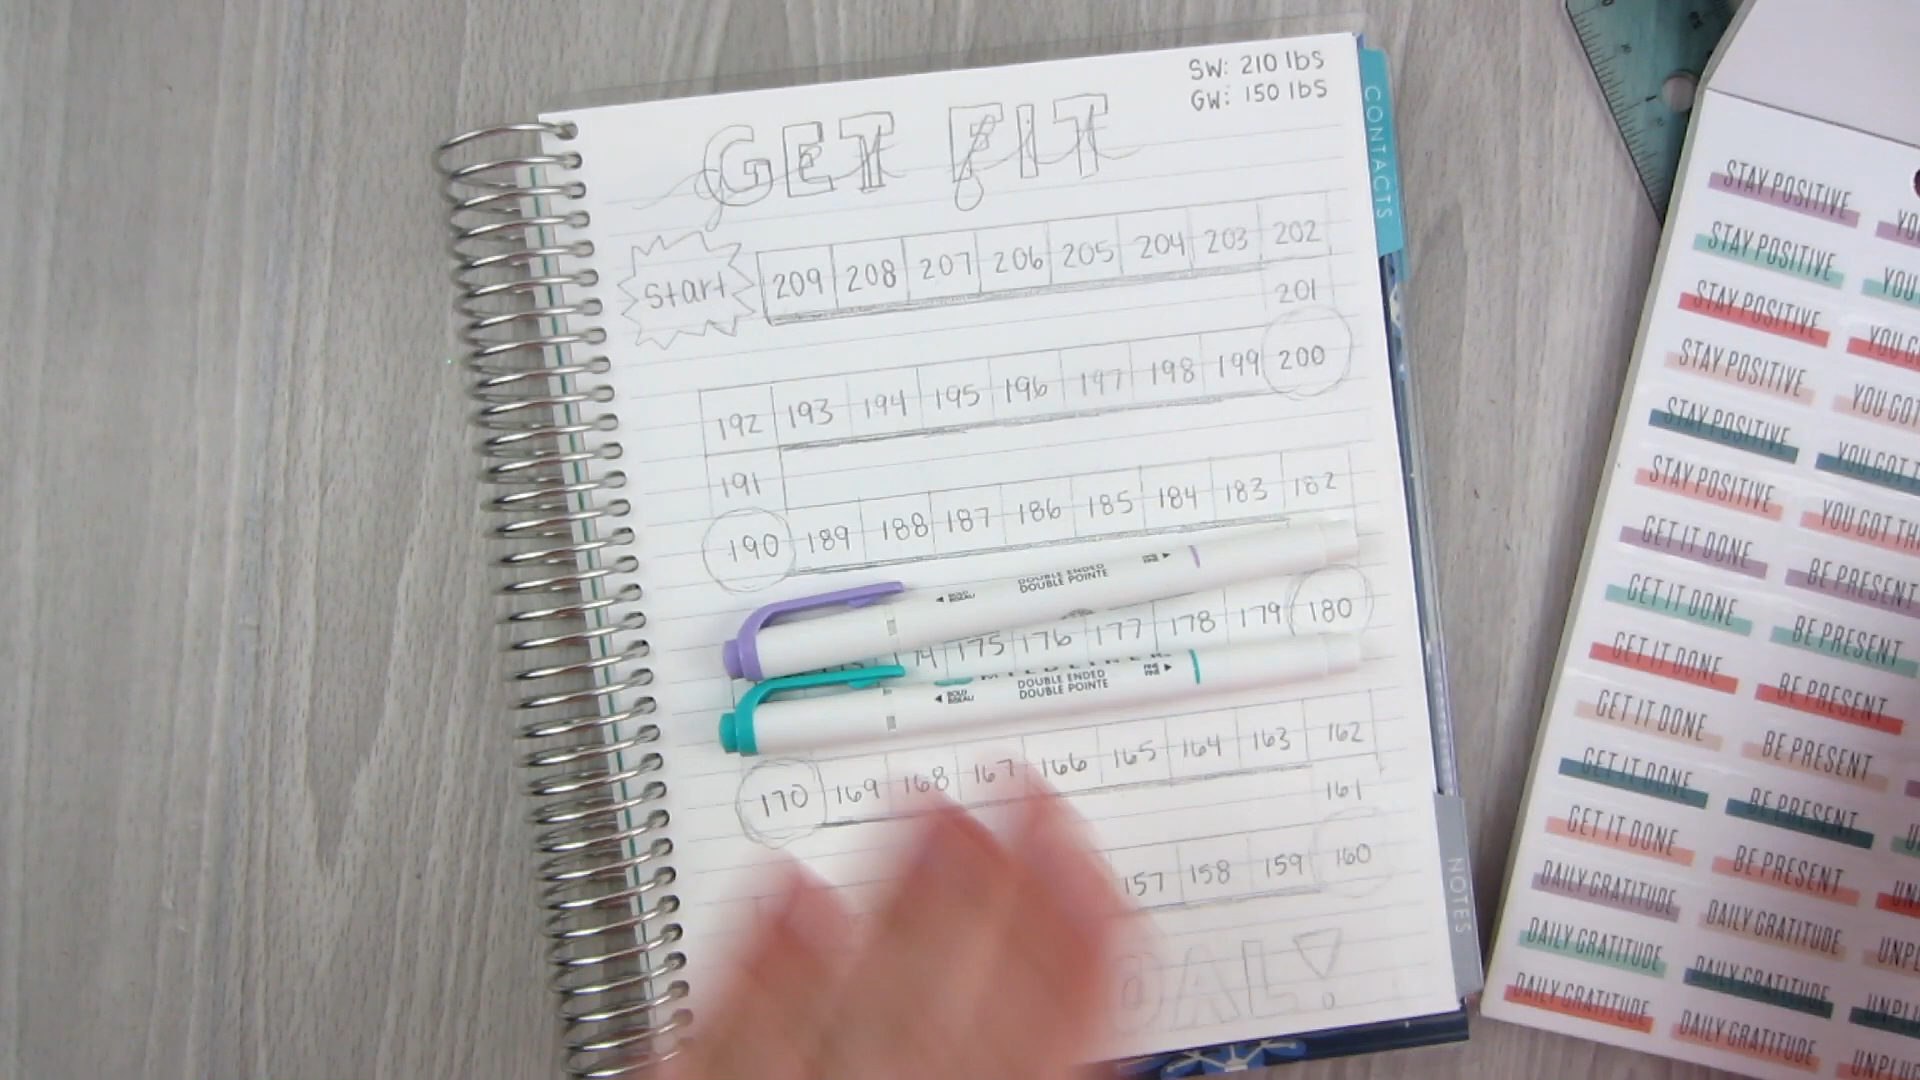 SW: 210 lbs
GW: 150 lbs
GET FIT
Start 209 208 207 206 205 204 203 202
201
192 193 194 195 196 197 198 199 200
191
190 189 188 187 186 185 184 183 182
DOUBLE ENDED
DOUBLE POINTE
175 176 177 178 179 180
DOUBLE ENDED
DOUBLE POINTE
170 169 168 167 166 165 164 163 162
161
157 158 159 160
CONTACTS
NOTES
STAY POSITIVE
STAY POSITIVE YOU
STAY POSITIVE
STAY POSITIVE YOU GOT
STAY POSITIVE
STAY POSITIVE
GET IT DONE BE PRESENT
GET IT DONE BE PRESENT
GET IT DONE BE PRESENT
GET IT DONE BE PRESENT
GET IT DONE BE PRESENT
GET IT DONE BE PRESENT
DAILY GRATITUDE DAILY GRATITUDE
DAILY GRATITUDE DAILY GRATITUDE
DAILY GRATITUDE DAILY GRATITUDE